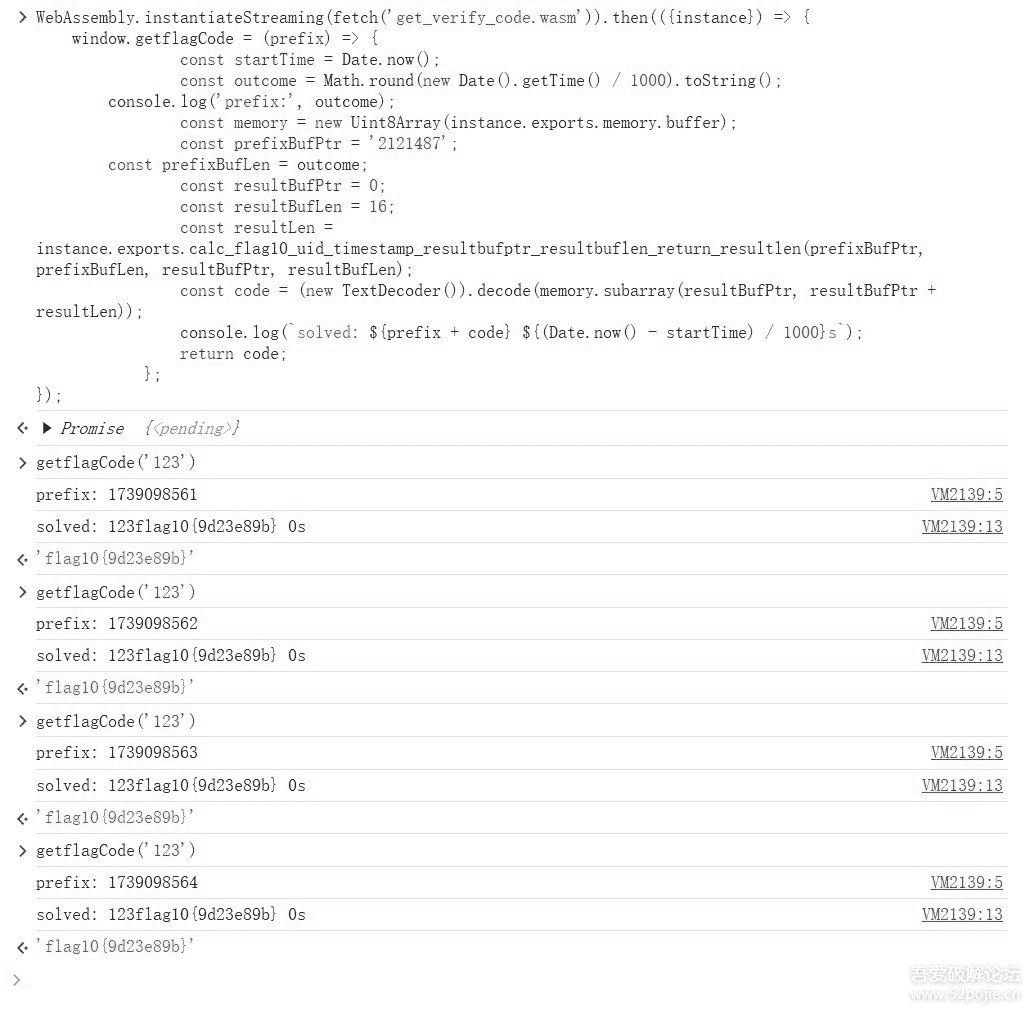 > WebAssembly.instantiateStreaming(fetch('get_verify_code.wasm')).then(({instance}) => {
window.getflagCode = (prefix) => {
const startTime = Date.now();
const outcome = Math.round(new Date().getTime() / 1000).toString();
console.log('prefix:', outcome);
const memory = new Uint8Array(instance.exports.memory.buffer);
const prefixBufPtr = '2121487';
const prefixBufLen = outcome;
const resultBufPtr = 0;
const resultBufLen = 16;
const resultLen =
instance.exports.calc_flag10_uid_timestamp_resultbufptr_resultbuflen_return_resultlen(prefixBufPtr,
prefixBufLen, resultBufPtr, resultBufLen);
const code = (new TextDecoder()).decode(memory.subarray(resultBufPtr, resultBufPtr +
resultLen));
console.log(`solved: ${prefix + code} ${(Date.now() - startTime) / 1000}s`);
return code;
};
});
Promise {<pending>}
> getflagCode('123')
prefix: 1739098561 VM2139:5
solved: 123flag10{9d23e89b} 0s VM2139:13
'flag10{9d23e89b}'
> getflagCode('123')
prefix: 1739098562 VM2139:5
solved: 123flag10{9d23e89b} 0s VM2139:13
'flag10{9d23e89b}'
> getflagCode('123')
prefix: 1739098563 VM2139:5
solved: 123flag10{9d23e89b} 0s VM2139:13
'flag10{9d23e89b}'
> getflagCode('123')
prefix: 1739098564 VM2139:5
solved: 123flag10{9d23e89b} 0s VM2139:13
'flag10{9d23e89b}'
>
吾爱破解论坛
www.52pojie.cn